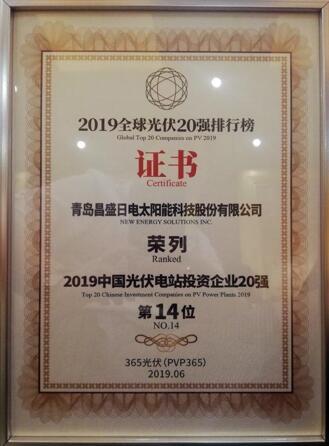 2019全球光伏20强排行榜
Global Top 20 Companies on PV 2019
证书
Certificate
青岛昌盛日电太阳能科技股份有限公司
NEW ENERGY SOLUTIONS INC.
荣列
Ranked
2019中国光伏电站投资企业20强
Top 20 Chinese Investment Companies on PV Power Plants 2019
第14位
NO.14
365光伏(PVP365)
2019.06